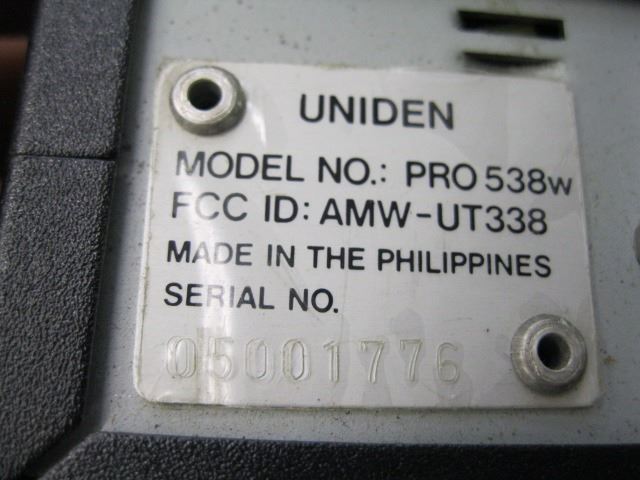 UNIDEN
MODEL NO.: PRO 538w
FCC ID: AMW-UT338
MADE IN THE PHILIPPINES
SERIAL NO.
05001776